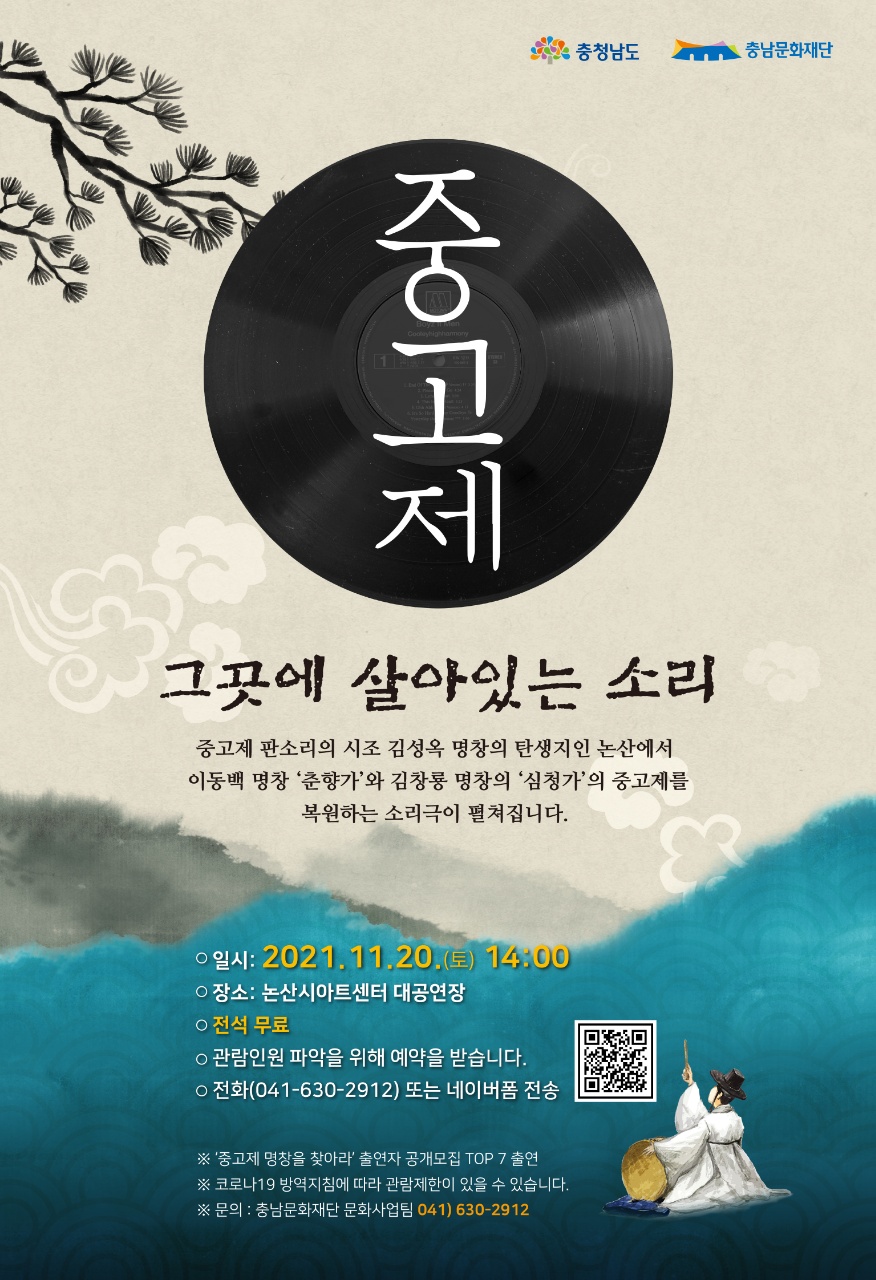 충청남도 충남문화재단
중고제
Boyz II Men
Cooleyhighharmony
1
그곳에 살아있는 소리
중고제 판소리의 시조 김성옥 명창의 탄생지인 논산에서
이동백 명창 ‘춘향가’와 김창룡 명창의 ‘심청가’의 중고제를
복원하는 소리극이 펼쳐집니다.
○ 일시: 2021.11.20.(토) 14:00
○ 장소: 논산시아트센터 대공연장
○ 전석 무료
○ 관람인원 파악을 위해 예약을 받습니다.
○ 전화(041-630-2912) 또는 네이버폼 전송
※ ‘중고제 명창을 찾아라’ 출연자 공개모집 TOP 7 출연
※ 코로나19 방역지침에 따라 관람제한이 있을 수 있습니다.
※ 문의 : 충남문화재단 문화사업팀 041) 630-2912